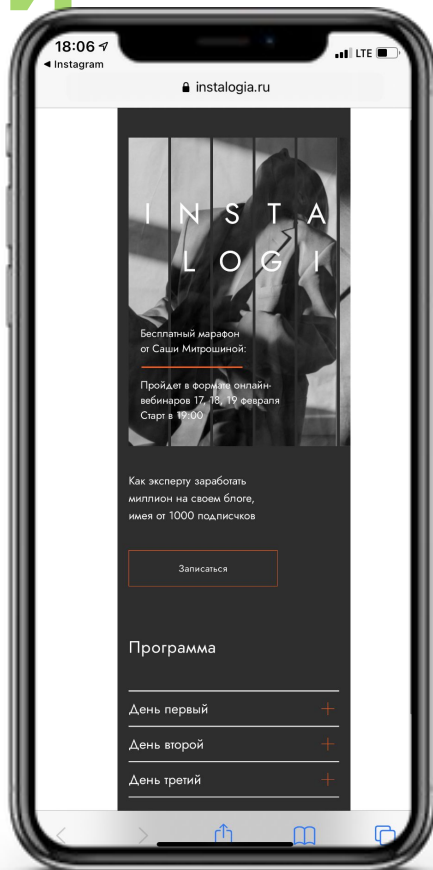 И
18:06
◀ Instagram
LTE
instalogia.ru
I N S T A
L O G I
Бесплатный марафон
от Саши Митрошиной:
Пройдет в формате онлайн-
вебинаров 17, 18, 19 февраля
Старт в 19:00
Как эксперту заработать
миллион на своем блоге,
имея от 1000 подписчков
Записаться
Программа
День первый
День второй
День третий